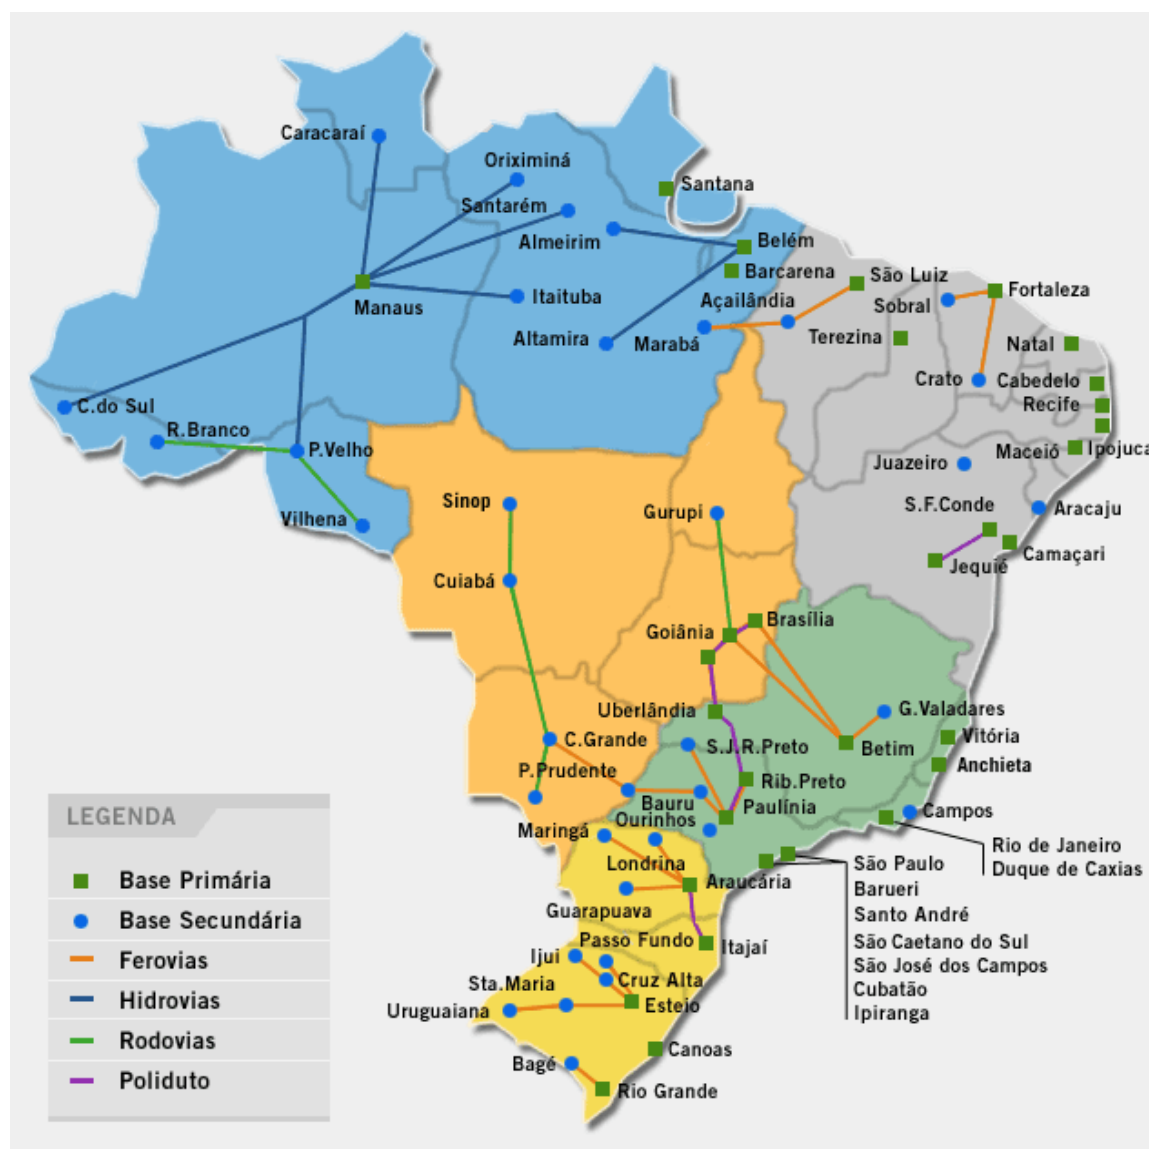 Caracaraí
Oriximiná
Santarém
Almeirim
Santana
Belém
Barcarena
Manaus
Itaituba
Altamira
Açailândia
Marabá
São Luiz
Sobral
Fortaleza
Terezina
Natal
Crato
Cabedelo
Recife
Ipojuca
Maceió
Juazeiro
C.do Sul
R.Branco
P.Velho
Vilhena
Sinop
Gurupi
S.F.Conde
Aracaju
Camaçari
Jequié
Cuiabá
Goiânia
Brasília
Uberlândia
G.Valadares
C.Grande
S.J.R.Preto
Betim
Vitória
Anchieta
P.Prudente
Rib.Preto
Bauru
Paulínia
Ourinhos
Campos
Maringá
Londrina
Araucária
Rio de Janeiro
Duque de Caxias
São Paulo
Barueri
Santo André
São Caetano do Sul
São José dos Campos
Cubatão
Ipiranga
Guarapuava
Passo Fundo
Itajaí
Ijui
Cruz Alta
Sta.Maria
Uruguaiana
Esteio
Canoas
Bagé
Rio Grande
LEGENDA
Base Primária
Base Secundária
Ferovias
Hidrovias
Rodovias
Poliduto